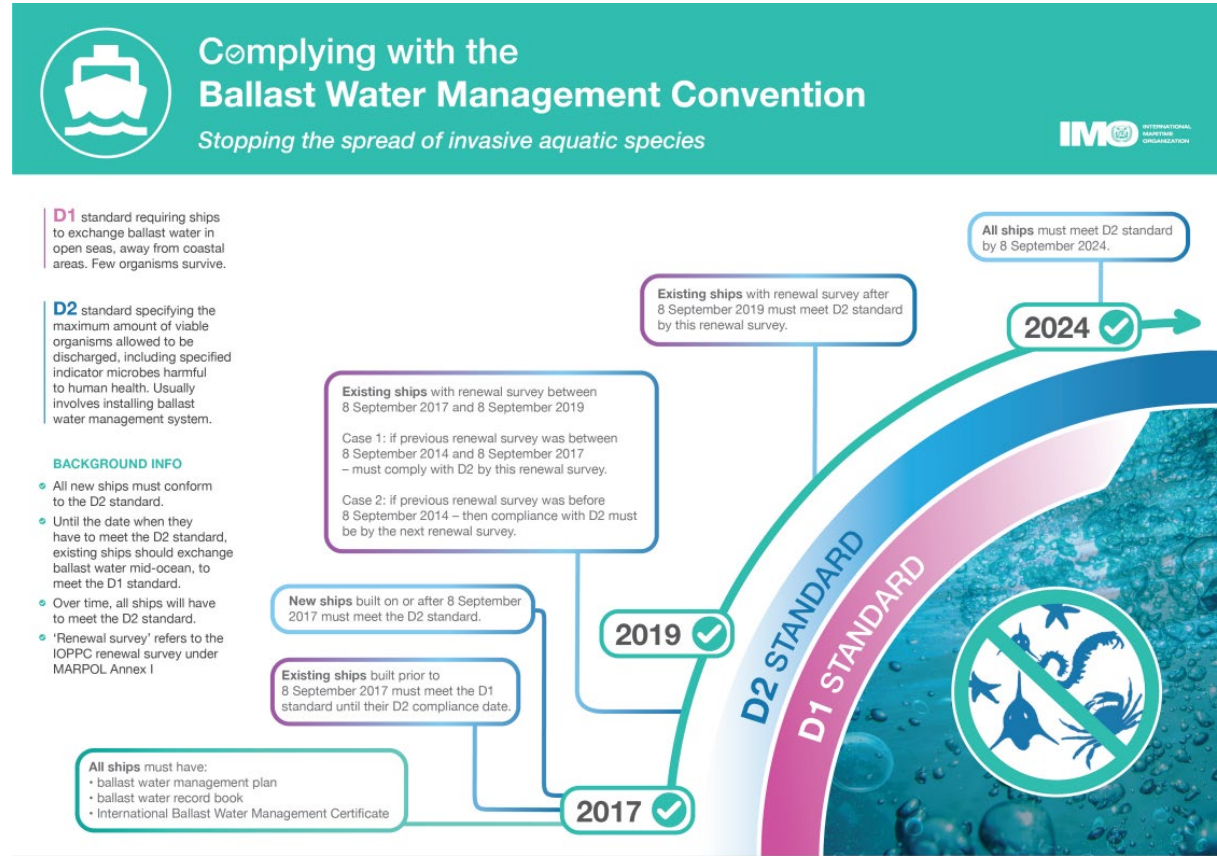 Complying with the
Ballast Water Management Convention
Stopping the spread of invasive aquatic species
IMO
INTERNATIONAL
MARITIME
ORGANIZATION
D1 standard requiring ships
to exchange ballast water in
open seas, away from coastal
areas. Few organisms survive.
D2 standard specifying the
maximum amount of viable
organisms allowed to be
discharged, including specified
indicator microbes harmful
to human health. Usually
involves installing ballast
water management system.
BACKGROUND INFO
All new ships must conform
to the D2 standard.
Until the date when they
have to meet the D2 standard,
existing ships should exchange
ballast water mid-ocean, to
meet the D1 standard.
Over time, all ships will have
to meet the D2 standard.
‘Renewal survey’ refers to the
IOPPC renewal survey under
MARPOL Annex I
All ships must meet D2 standard
by 8 September 2024.
2024
Existing ships with renewal survey after
8 September 2019 must meet D2 standard
by this renewal survey.
Existing ships with renewal survey between
8 September 2017 and 8 September 2019
Case 1: if previous renewal survey was between
8 September 2014 and 8 September 2017
– must comply with D2 by this renewal survey.
Case 2: if previous renewal survey was before
8 September 2014 – then compliance with D2 must
be by the next renewal survey.
2019
New ships built on or after 8 September
2017 must meet the D2 standard.
Existing ships built prior to
8 September 2017 must meet the D1
standard until their D2 compliance date.
All ships must have:
• ballast water management plan
• ballast water record book
• International Ballast Water Management Certificate
2017
D2 STANDARD
D1 STANDARD